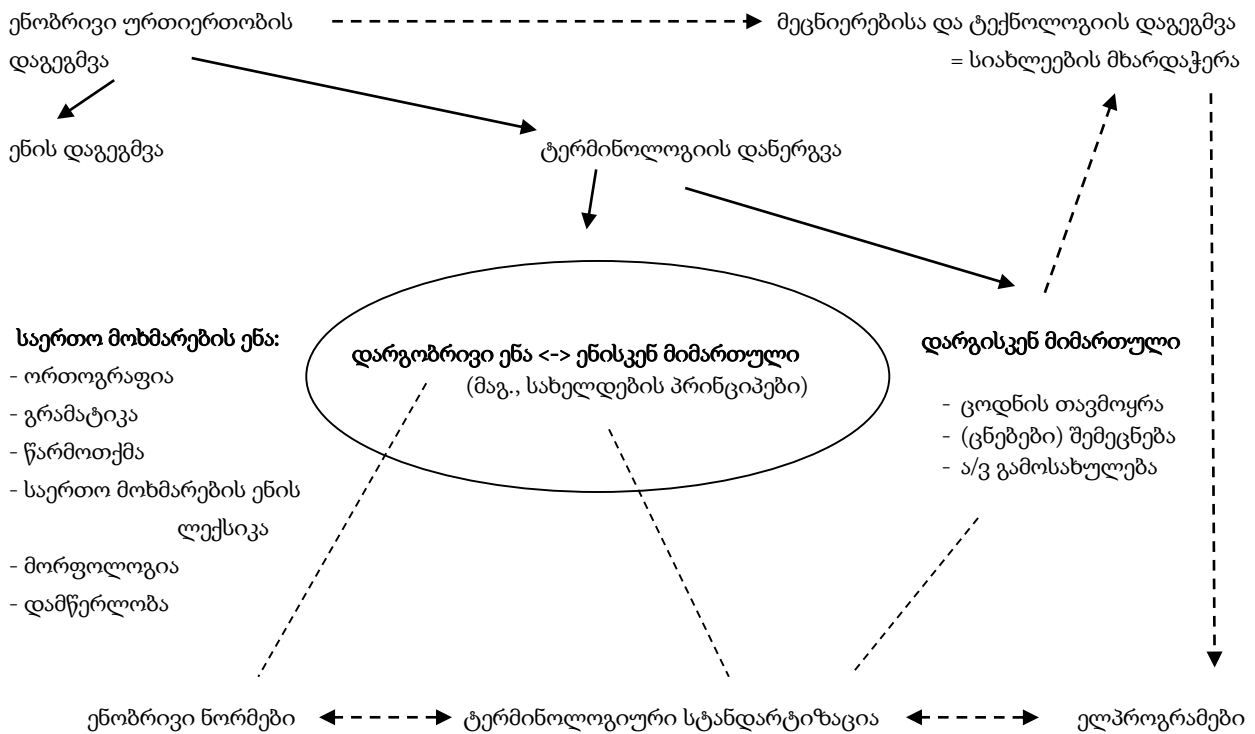 ენობრივი ურთიერთობის
დაგეგმვა
მეცნიერებისა და ტექნოლოგიის დაგეგმვა
= სიახლეების მხარდაჭერა
ენის დაგეგმვა
ტერმინოლოგიის დანერგვა
საერთო მოხმარების ენა:
- ორთოგრაფია
- გრამატიკა
- წარმოთქმა
- საერთო მოხმარების ენის
ლექსიკა
- მორფოლოგია
- დამწერლობა
დარგობრივი ენა <-> ენისკენ მიმართული
(მაგ., სახელდების პრინციპები)
დარგისკენ მიმართული
- ცოდნის თავმოყრა
- (ცნებები) შემეცნება
- ა/ვ გამოსახულება
ენობრივი ნორმები
ტერმინოლოგიური სტანდარტიზაცია
ელპროგრამები